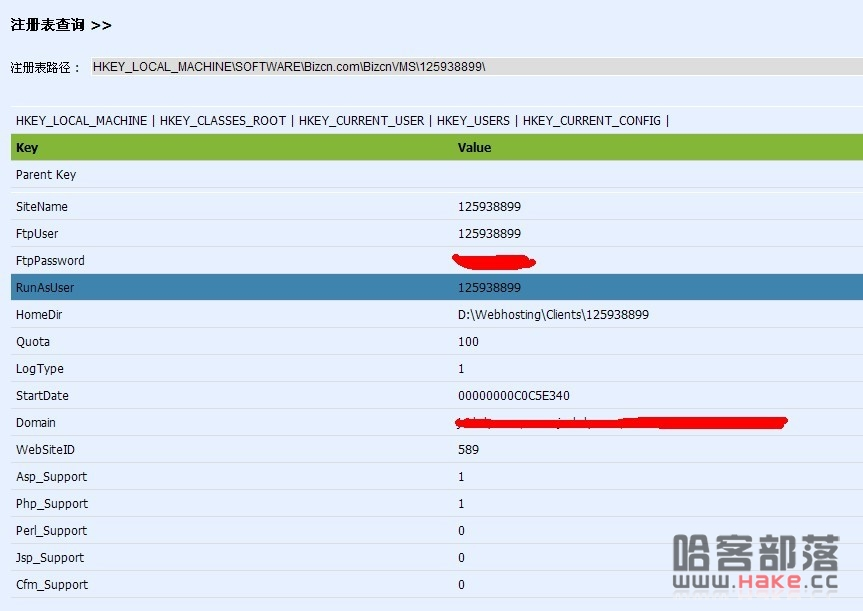 注册表查询 >>
注册表路径： HKEY_LOCAL_MACHINE\SOFTWARE\Bizcn.com\BizcnVMS\125938899\
HKEY_LOCAL_MACHINE | HKEY_CLASSES_ROOT | HKEY_CURRENT_USER | HKEY_USERS | HKEY_CURRENT_CONFIG |
Key Value
Parent Key
SiteName 125938899
FtpUser 125938899
FtpPassword
RunAsUser 125938899
HomeDir D:\Webhosting\Clients\125938899
Quota 100
LogType 1
StartDate 00000000C0C5E340
Domain
WebSiteID 589
Asp_Support 1
Php_Support 1
Perl_Support 0
Jsp_Support 0
Cfm_Support 0
哈客部落
www.HAKE.cc